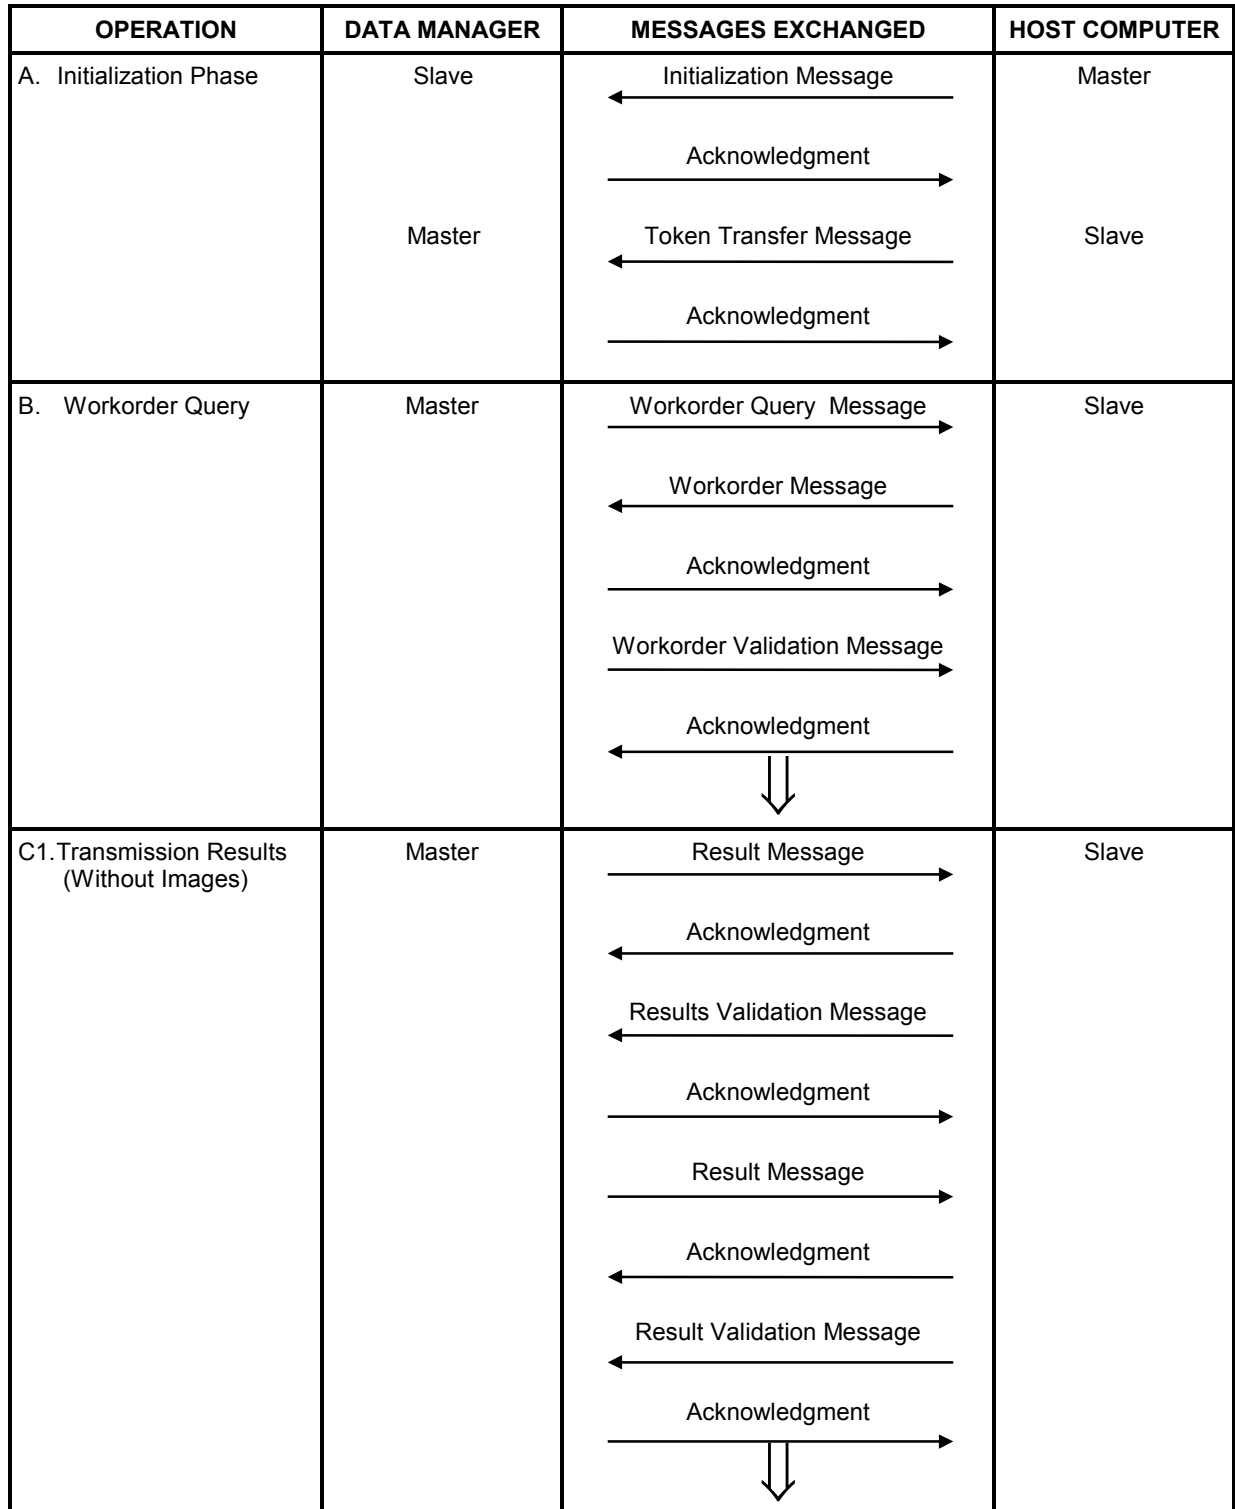 OPERATION DATA MANAGER MESSAGES EXCHANGED HOST COMPUTER
A. Initialization Phase Slave Initialization Message Master
Acknowledgment
Master Token Transfer Message Slave
Acknowledgment
B. Workorder Query Master Workorder Query Message Slave
Workorder Message
Acknowledgment
Workorder Validation Message
Acknowledgment
C1.Transmission Results Master Result Message Slave
(Without Images)
Acknowledgment
Results Validation Message
Acknowledgment
Result Message
Acknowledgment
Result Validation Message
Acknowledgment